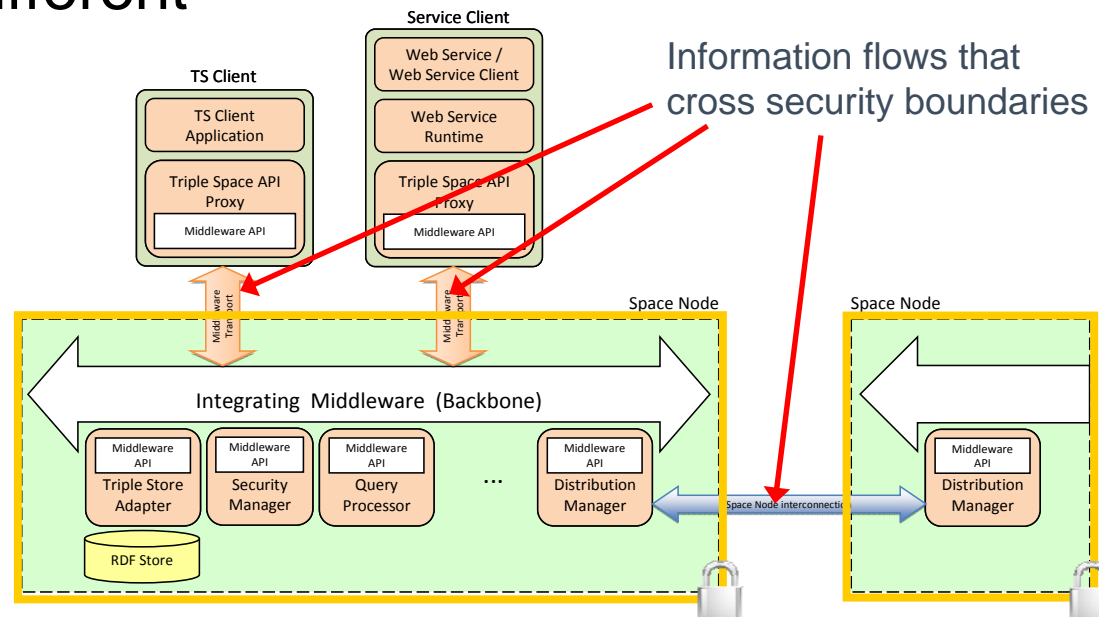 Service Client
Web Service /
Web Service Client
Web Service
Runtime
Triple Space API
Proxy
Middleware API
TS Client
TS Client
Application
Triple Space API
Proxy
Middleware API
Information flows that
cross security boundaries
Middleware
Transport
Middleware
Transport
Space Node
Space Node
Integrating Middleware (Backbone)
Middleware
API
Triple Store
Adapter
Middleware
API
Security
Manager
Middleware
API
Query
Processor
...
Middleware
API
Distribution
Manager
Space Node interconnection
Middleware
API
Distribution
Manager
RDF Store